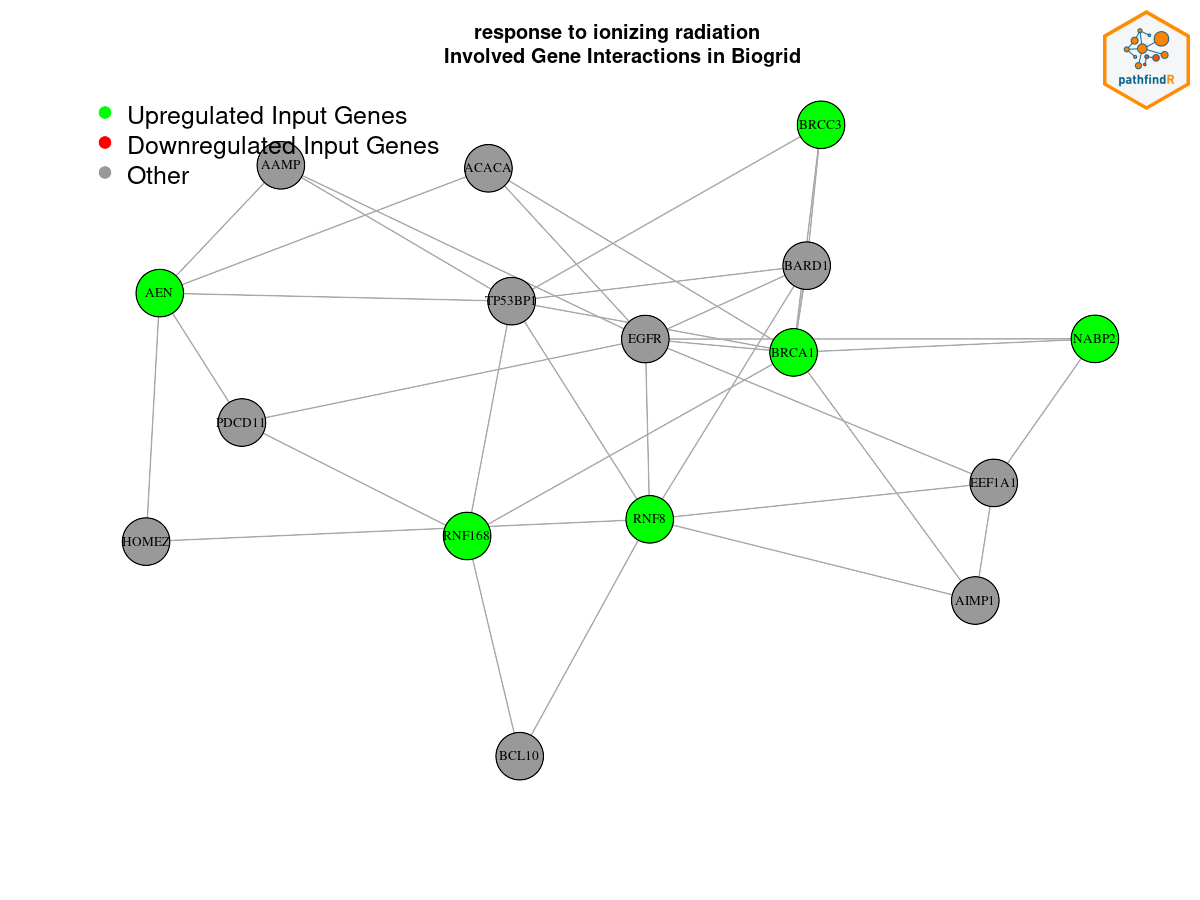 response to ionizing radiation
Involved Gene Interactions in Biogrid
pathfindR
Upregulated Input Genes
Downregulated Input Genes
Other
BRCC3
AAMP
ACACA
BARD1
AEN
TP53BP1
EGFR
BRCA1
NABP2
PDCD11
EEF1A1
RNF8
RNF168
HOMEZ
AIMP1
BCL10